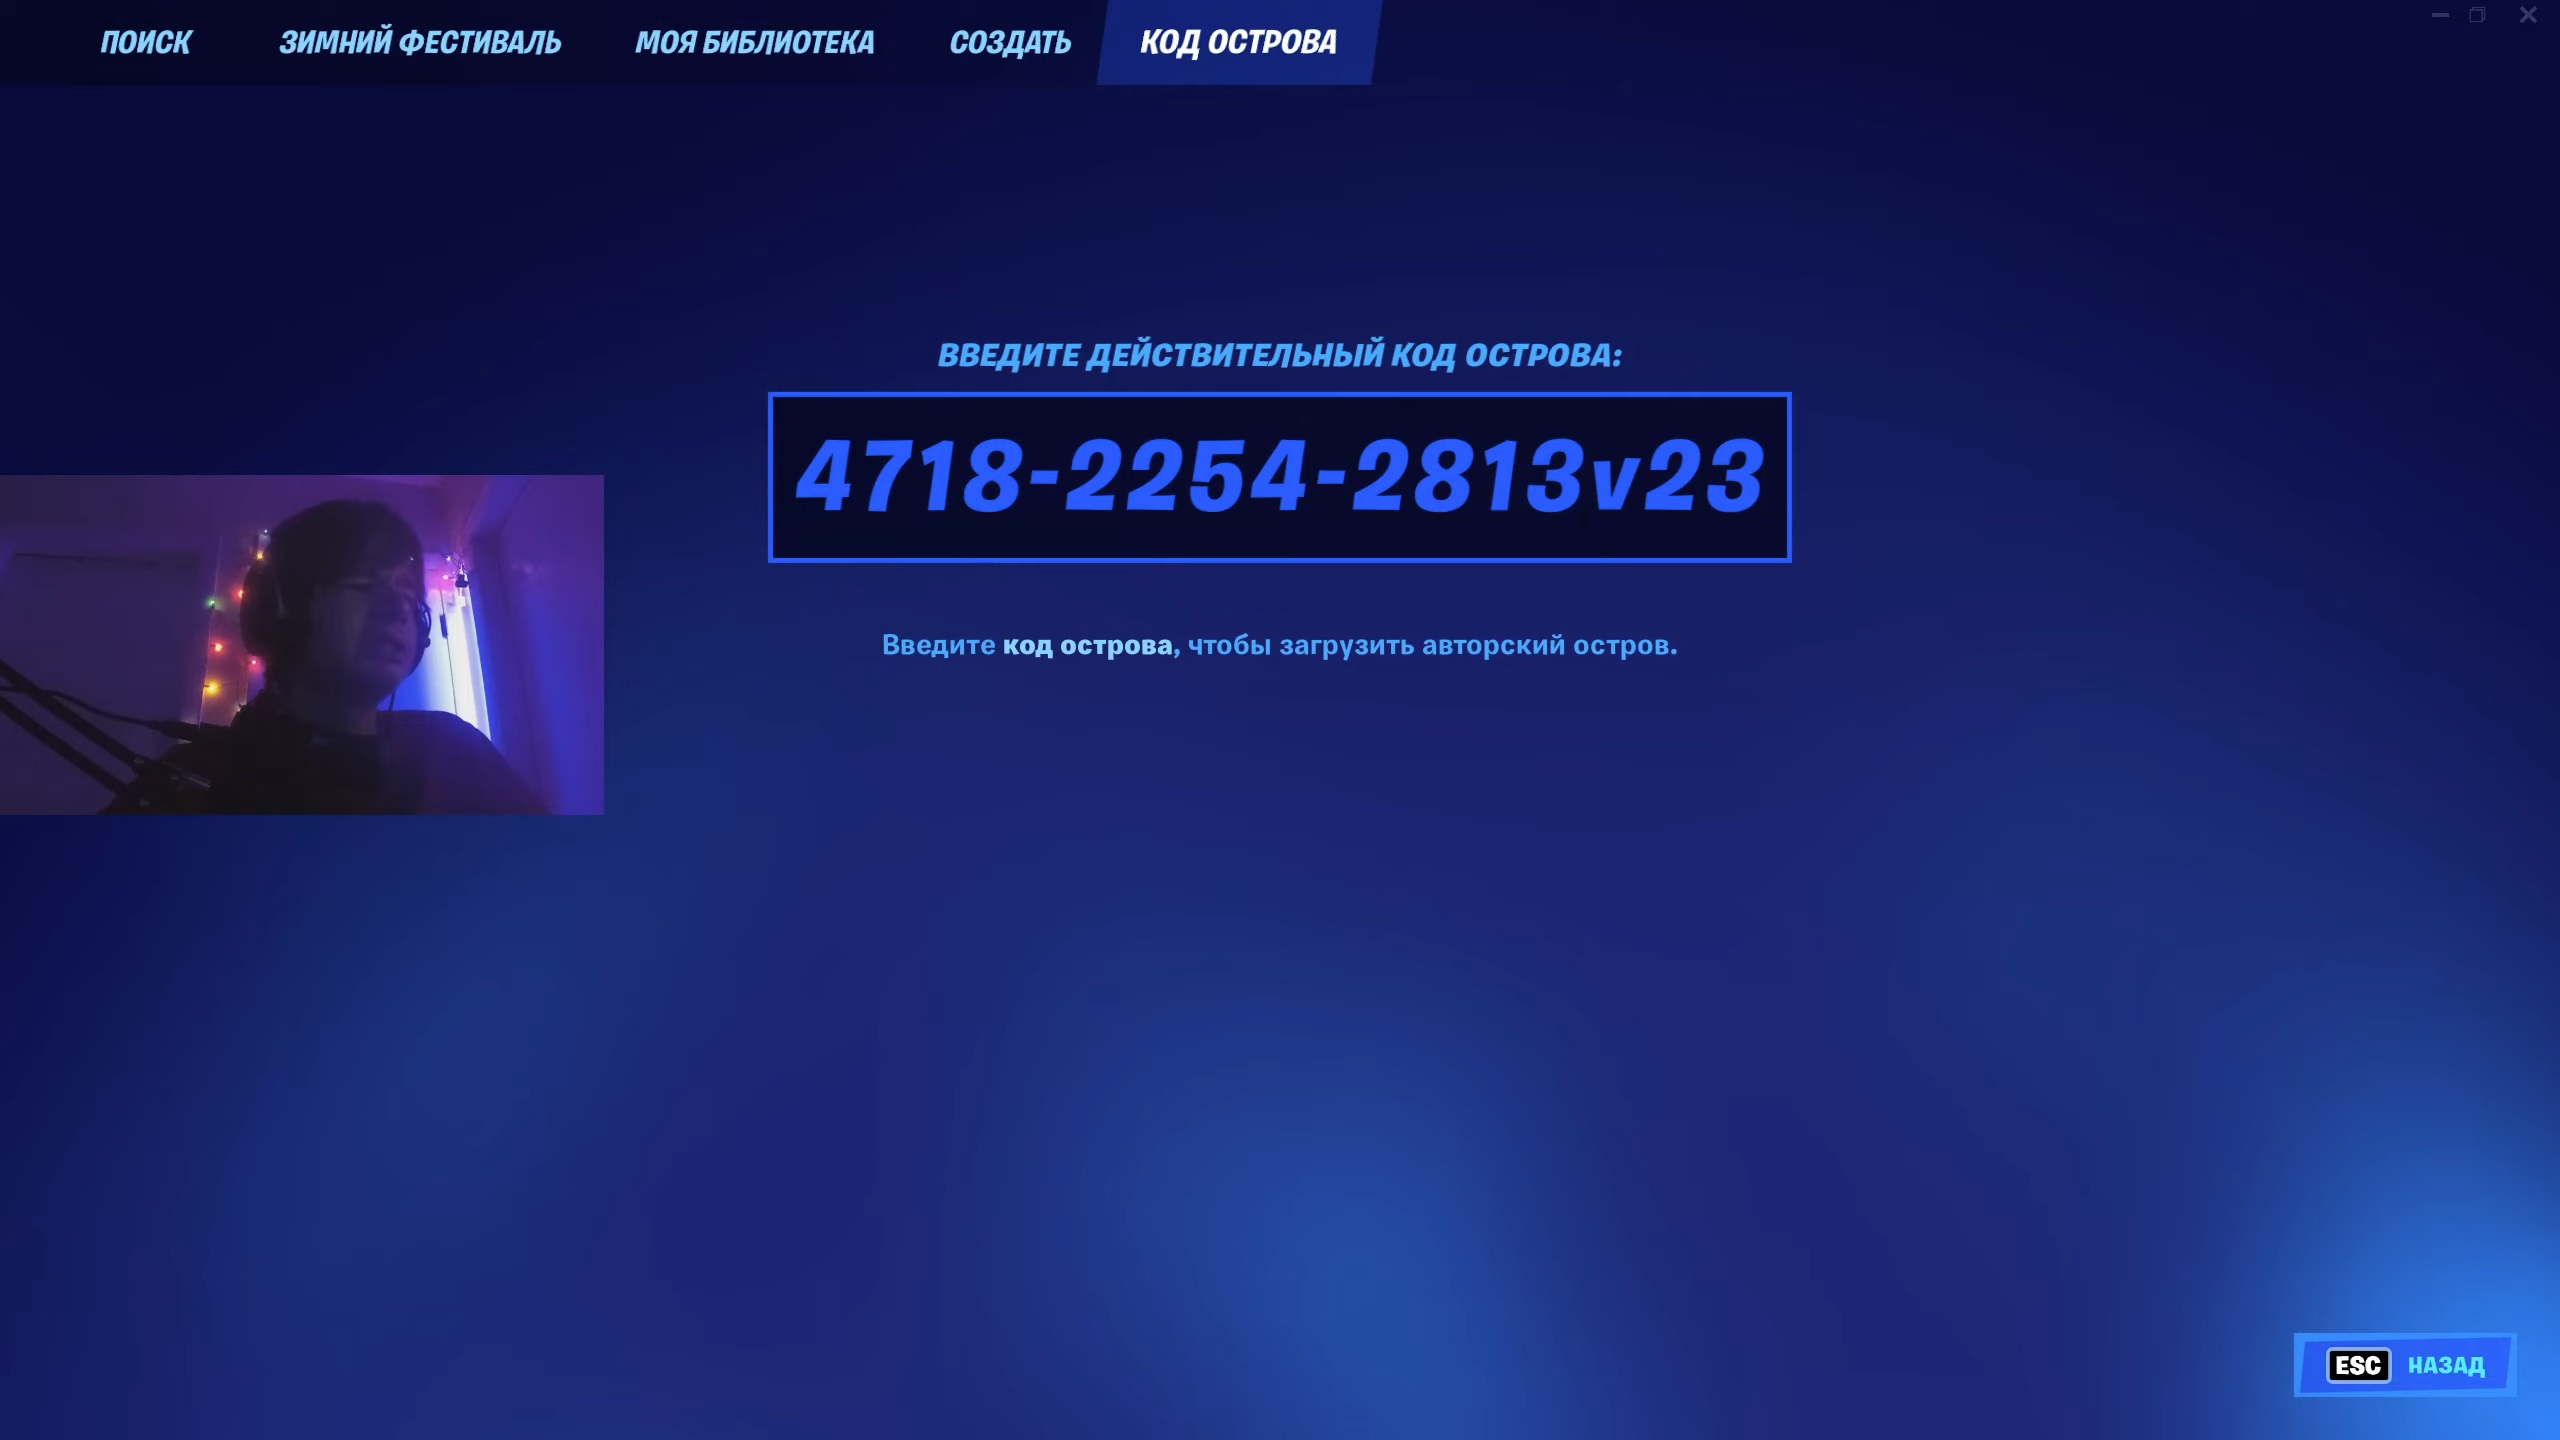 ПОИСК ЗИМНИЙ ФЕСТИВАЛЬ МОЯ БИБЛИОТЕКА СОЗДАТЬ КОД ОСТРОВА
ВВЕДИТЕ ДЕЙСТВИТЕЛЬНЫЙ КОД ОСТРОВА:
4718-2254-2813v23
Введите код острова, чтобы загрузить авторский остров.
ESC НАЗАД